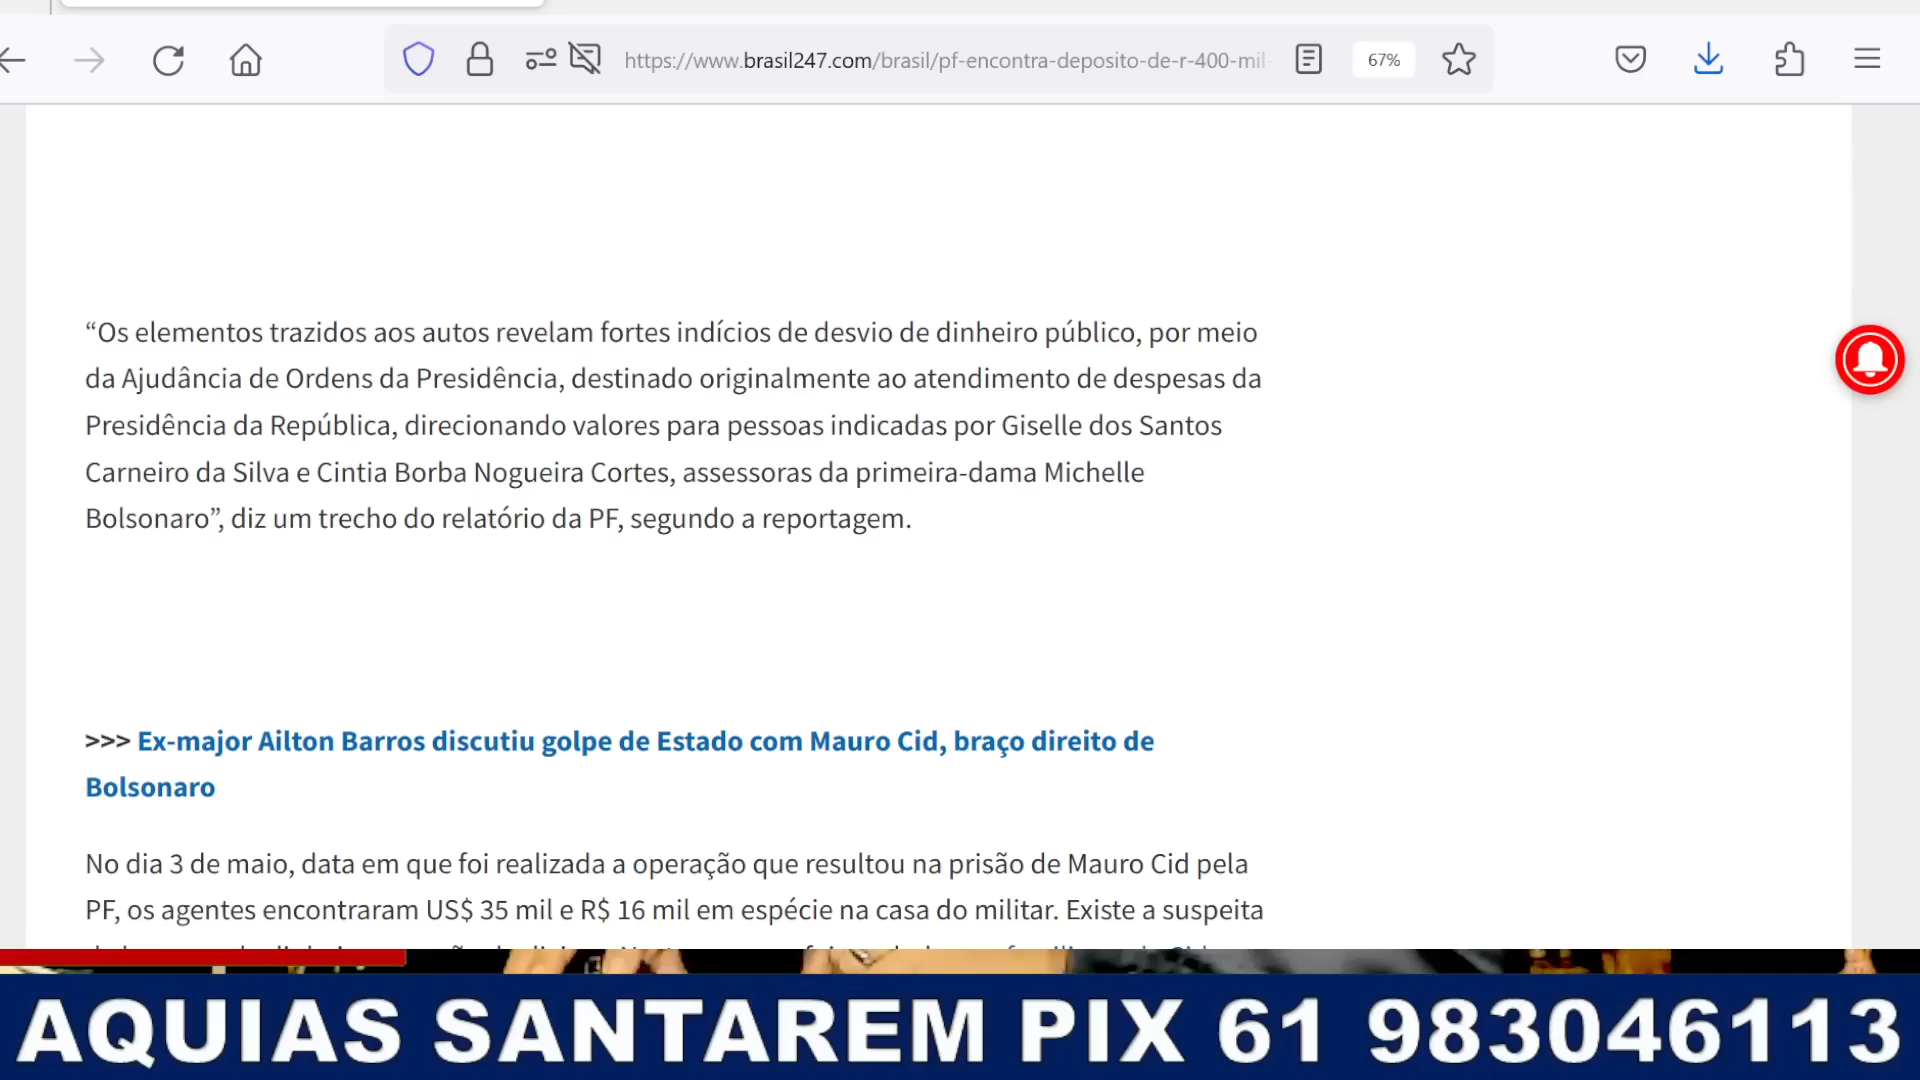 https://www.brasil247.com/brasil/pf-encontra-deposito-de-r-400-mil-
67%
“Os elementos trazidos aos autos revelam fortes indícios de desvio de dinheiro público, por meio
da Ajudância de Ordens da Presidência, destinado originalmente ao atendimento de despesas da
Presidência da República, direcionando valores para pessoas indicadas por Giselle dos Santos
Carneiro da Silva e Cintia Borba Nogueira Cortes, assessoras da primeira-dama Michelle
Bolsonaro”, diz um trecho do relatório da PF, segundo a reportagem.
>>> Ex-major Ailton Barros discutiu golpe de Estado com Mauro Cid, braço direito de
Bolsonaro
No dia 3 de maio, data em que foi realizada a operação que resultou na prisão de Mauro Cid pela
PF, os agentes encontraram US$ 35 mil e R$ 16 mil em espécie na casa do militar. Existe a suspeita
AQUIAS SANTAREM PIX 61 983046113